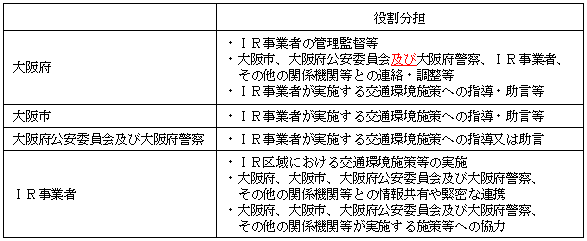 役割分担
大阪府
・ＩＲ事業者の管理監督等
・大阪市、大阪府公安委員会及び大阪府警察、ＩＲ事業者、
その他の関係機関等との連絡・調整等
・ＩＲ事業者が実施する交通環境施策への指導・助言等
大阪市
・ＩＲ事業者が実施する交通環境施策への指導・助言等
大阪府公安委員会及び大阪府警察
・ＩＲ事業者が実施する交通環境施策への指導又は助言
ＩＲ事業者
・ＩＲ区域における交通環境施策等の実施
・大阪府、大阪市、大阪府公安委員会及び大阪府警察、
その他の関係機関等との情報共有や緊密な連携
・大阪府、大阪市、大阪府公安委員会及び大阪府警察、
その他の関係機関等が実施する施策等への協力